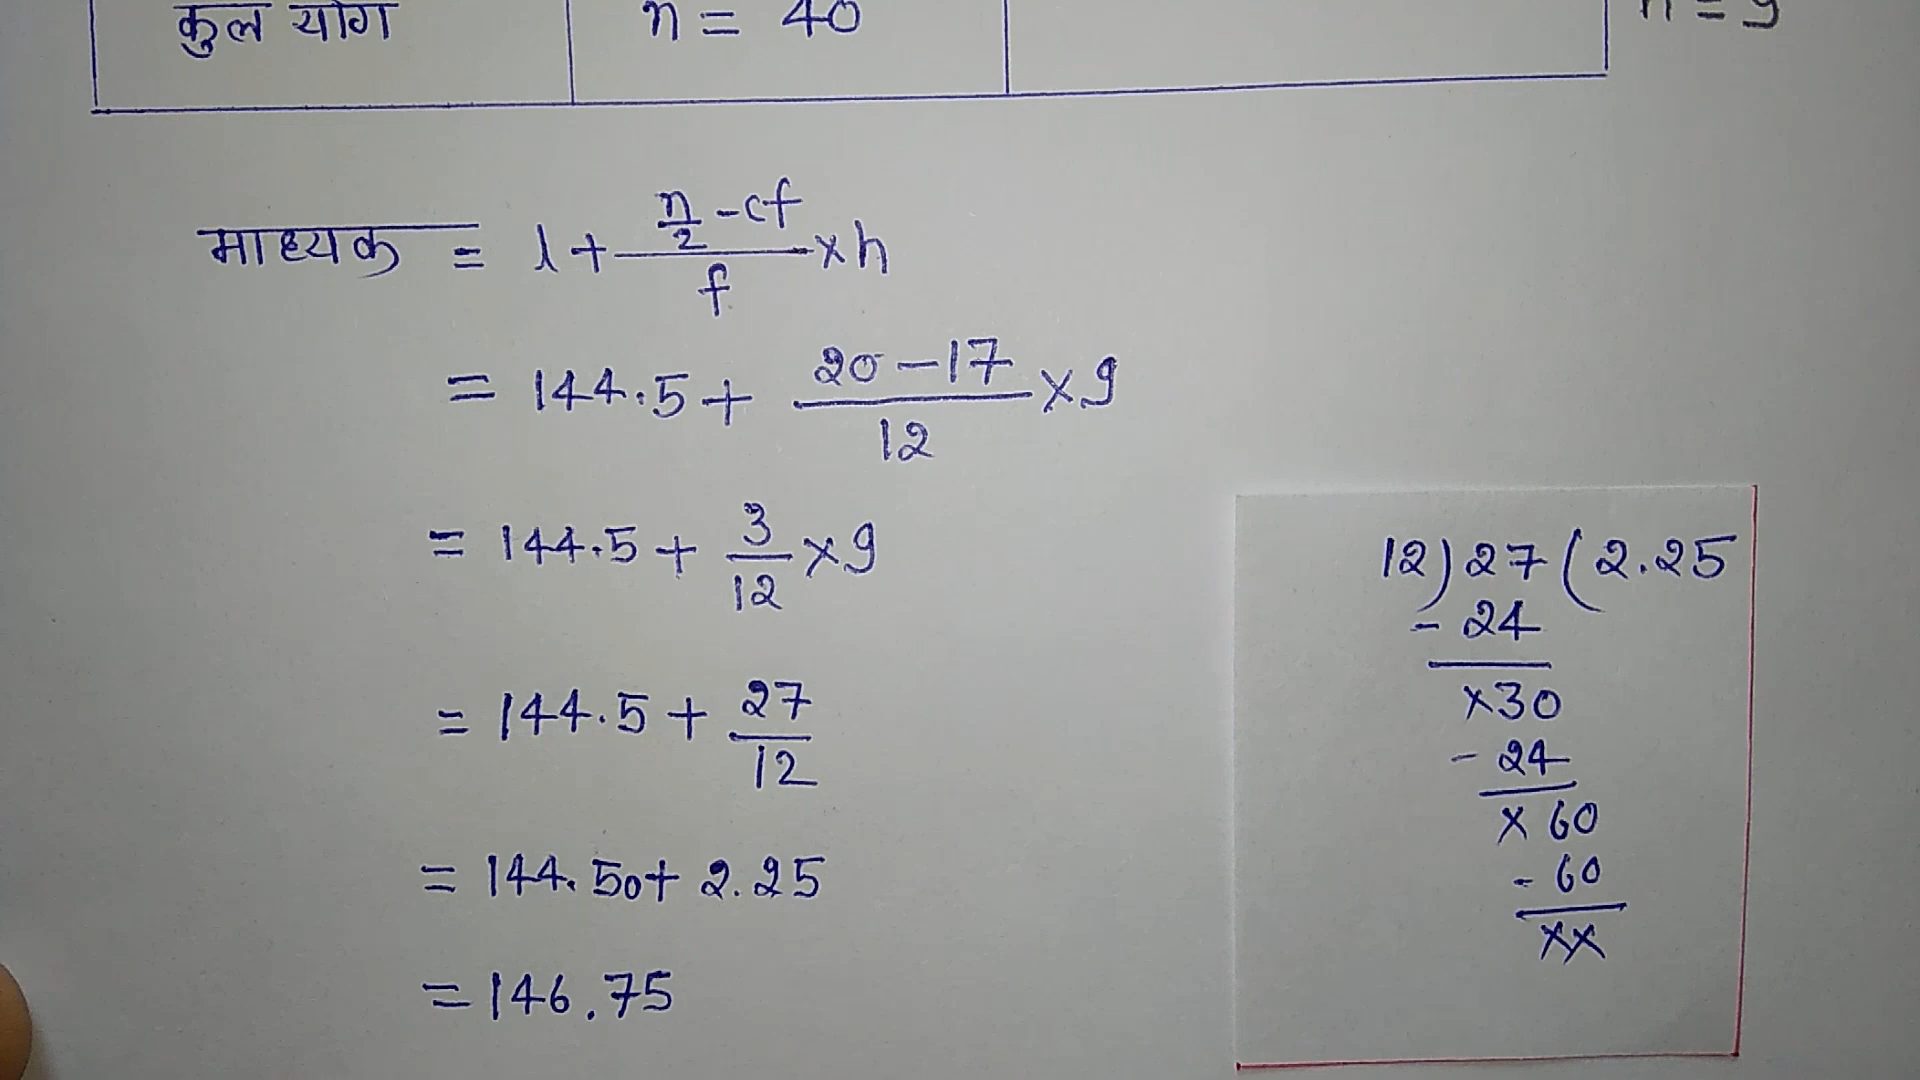 कुल योग n = 40 h = 9
माध्यक = l + (n/2 - cf)/f × h
= 144.5 + (20 - 17)/12 × 9
= 144.5 + 3/12 × 9
= 144.5 + 27/12
= 144.50 + 2.25
= 146.75
12) 27 (2.25
- 24
×30
- 24
× 60
- 60
××